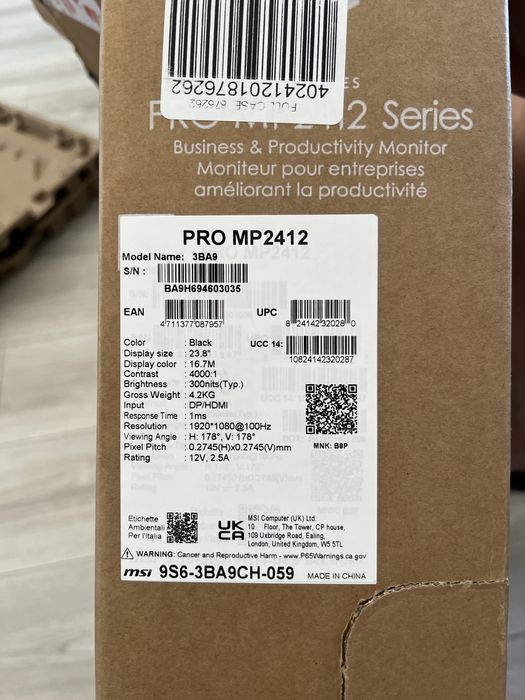 40241201876262
FULL CASE 876262
PRO MP2412 Series
Business & Productivity Monitor
Moniteur pour entreprises
améliorant la productivité
PRO MP2412
Model Name: 3BA9
S/N :
BA9H694603035
EAN
4711377087957
UPC
8 24142 32028 0
UCC 14:
10824142320287
Color : Black
Display size : 23.8"
Display color : 16.7M
Contrast : 4000:1
Brightness : 300nits(Typ.)
Gross Weight : 4.2KG
Input : DP/HDMI
Response Time : 1ms
Resolution : 1920*1080@100Hz
Viewing Angle : H: 178°, V: 178°
Pixel Pitch : 0.2745(H)x0.2745(V)mm
Rating : 12V, 2.5A
MNK: B8P
Etichette
Ambientali
Per l'Italia
UK
CA
MSI Computer (UK) Ltd.
10 Floor, The Tower, CP house,
109 Uxbridge Road, Ealing,
London, United Kingdom, W5 5TL
WARNING: Cancer and Reproductive Harm - www.P65Warnings.ca.gov
msi 9S6-3BA9CH-059 MADE IN CHINA